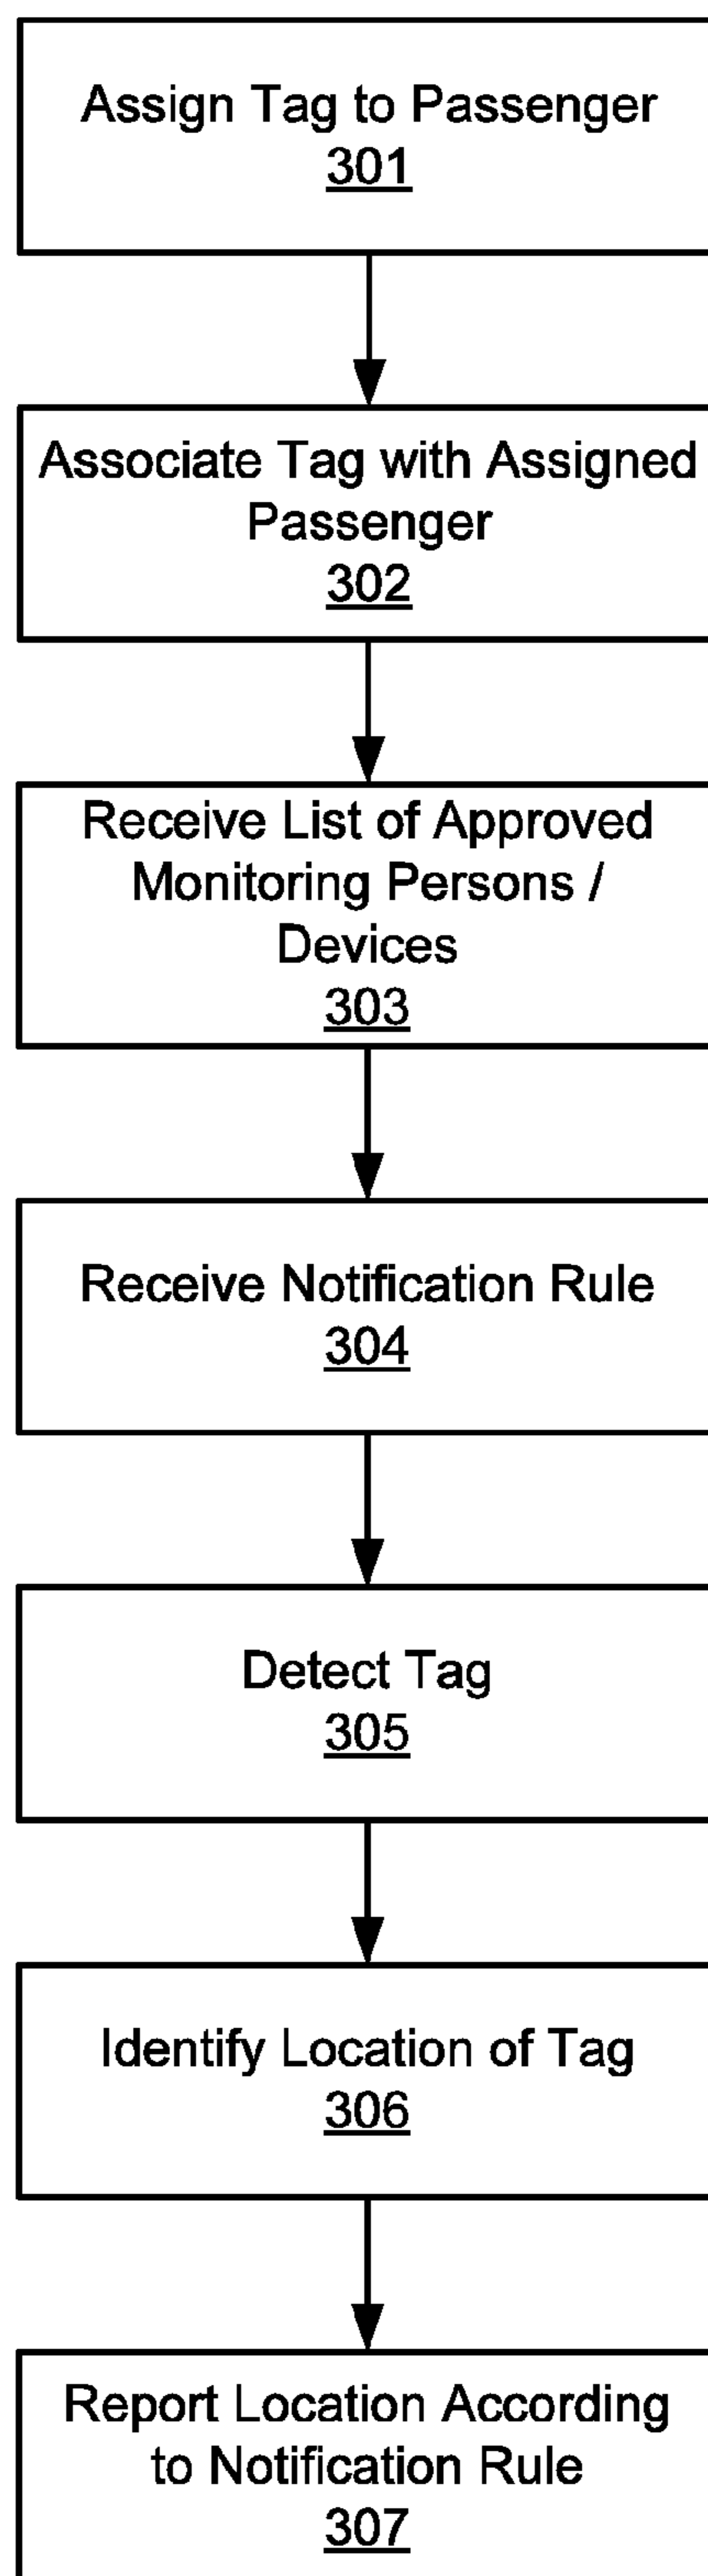 Assign Tag to Passenger
301
Associate Tag with Assigned
Passenger
302
Receive List of Approved
Monitoring Persons /
Devices
303
Receive Notification Rule
304
Detect Tag
305
Identify Location of Tag
306
Report Location According
to Notification Rule
307